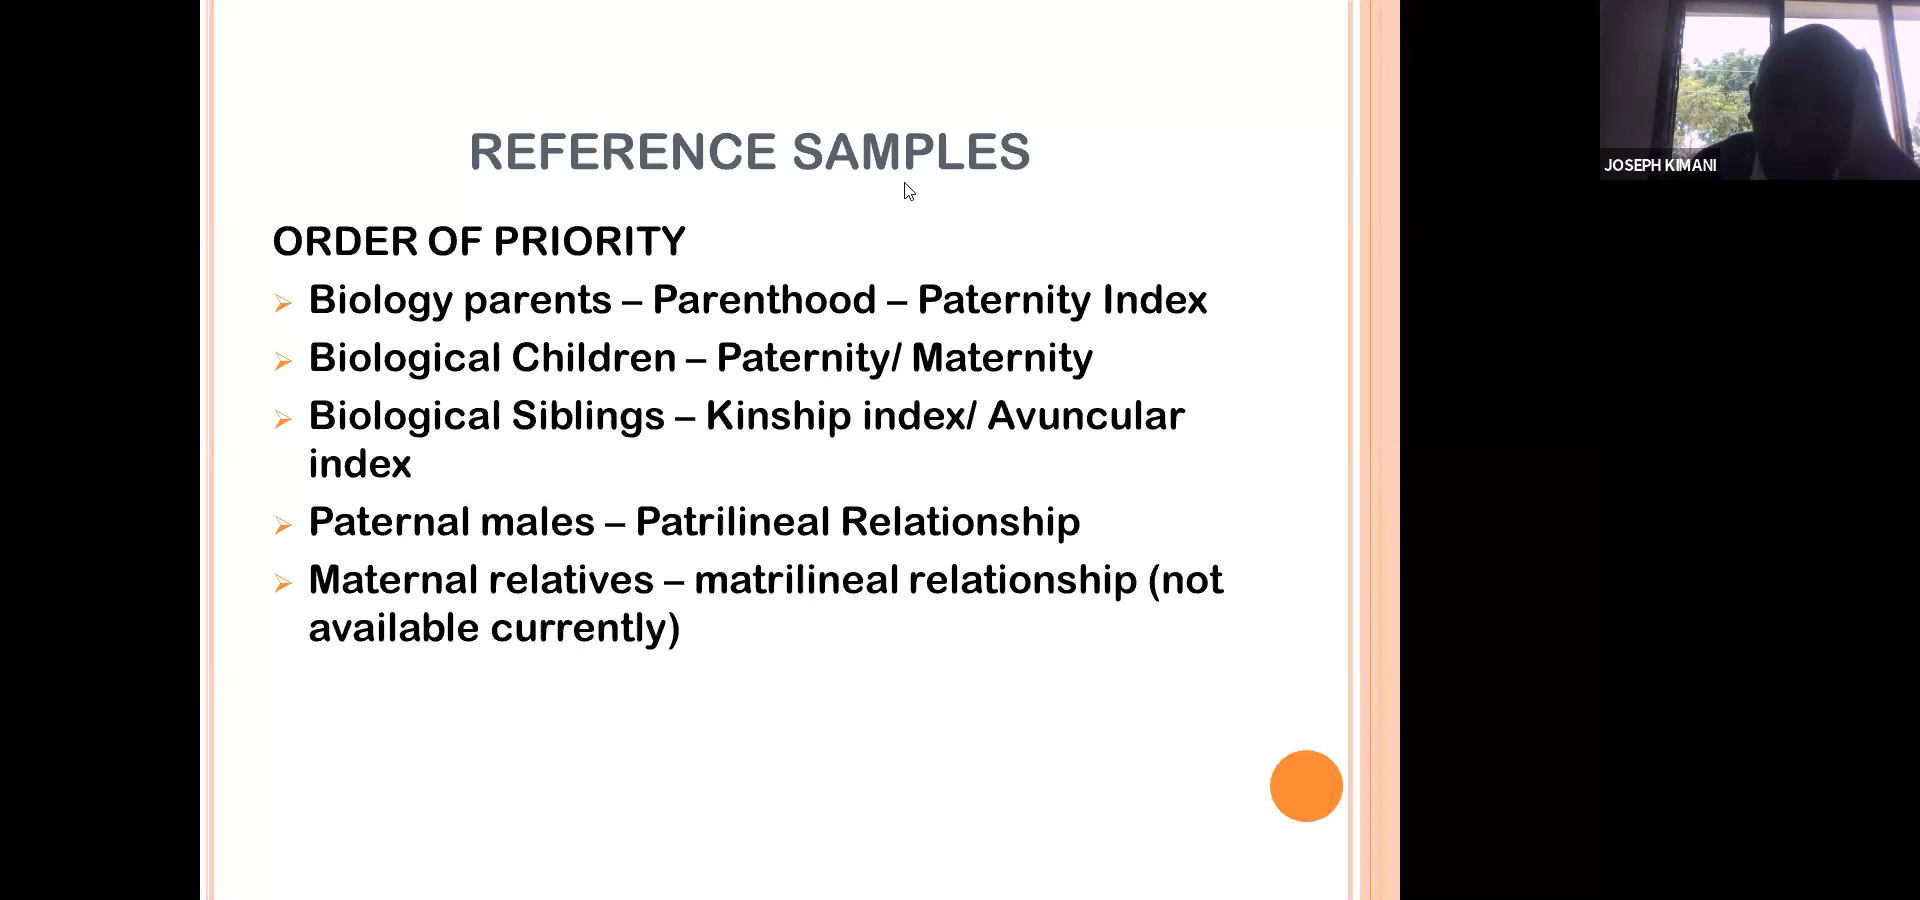 REFERENCE SAMPLES
JOSEPH KIMANI
ORDER OF PRIORITY
Biology parents – Parenthood – Paternity Index
Biological Children – Paternity/ Maternity
Biological Siblings – Kinship index/ Avuncular
index
Paternal males – Patrilineal Relationship
Maternal relatives – matrilineal relationship (not
available currently)